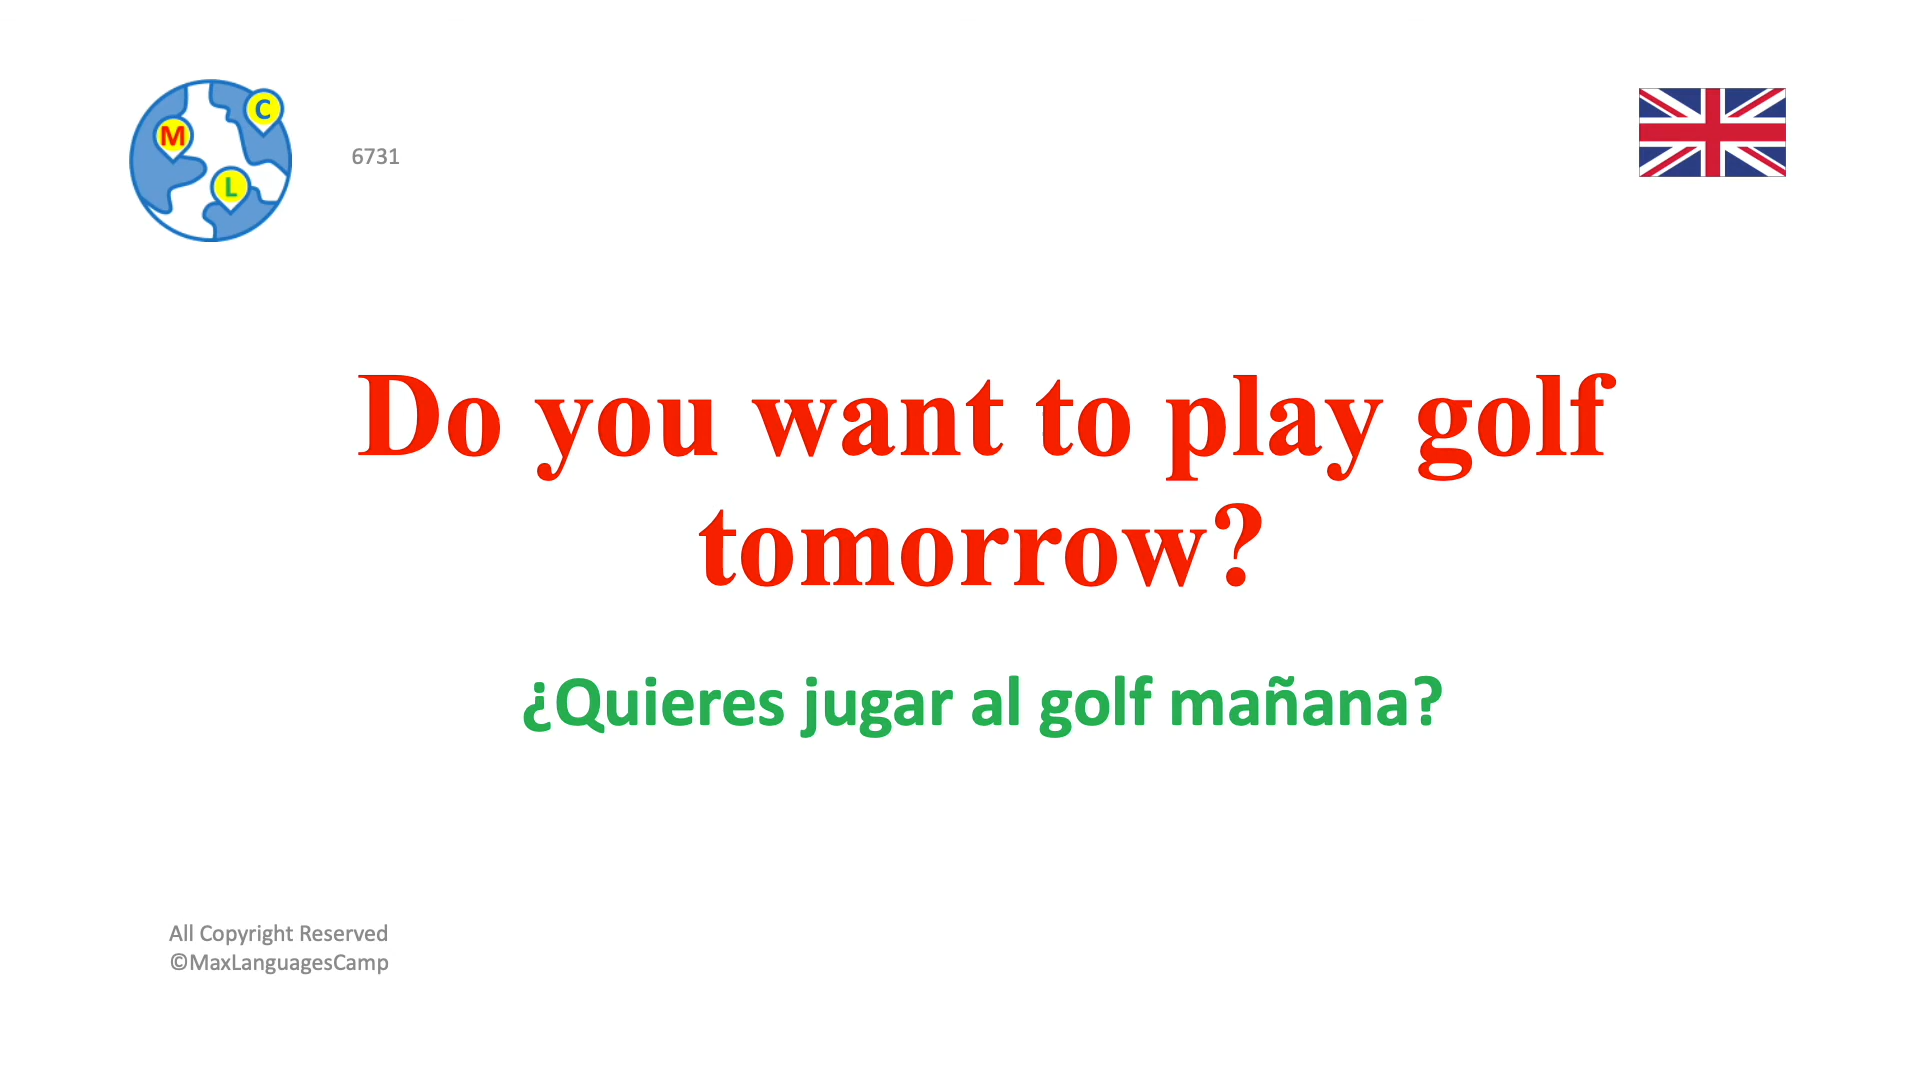 C
M
L
6731
Do you want to play golf
tomorrow?
¿Quieres jugar al golf mañana?
All Copyright Reserved
©MaxLanguagesCamp